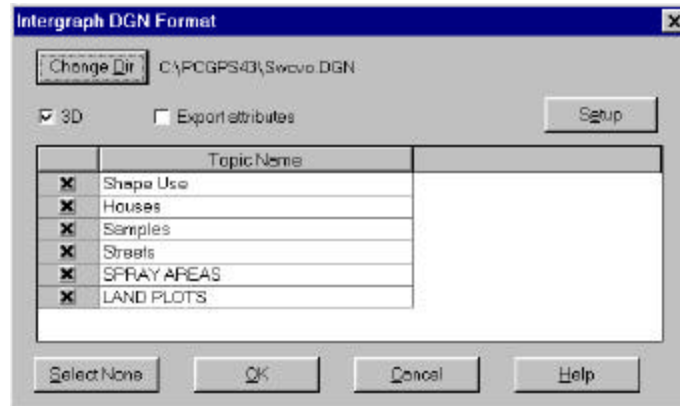 Intergraph DGN Format
Change Dir C:\PCGPS43\Swcvo.DGN
3D Export attributes Setup
Topic Name
Shape Use
Houses
Samples
Streets
SPRAY AREAS
LAND PLOTS
Select None OK Cancel Help